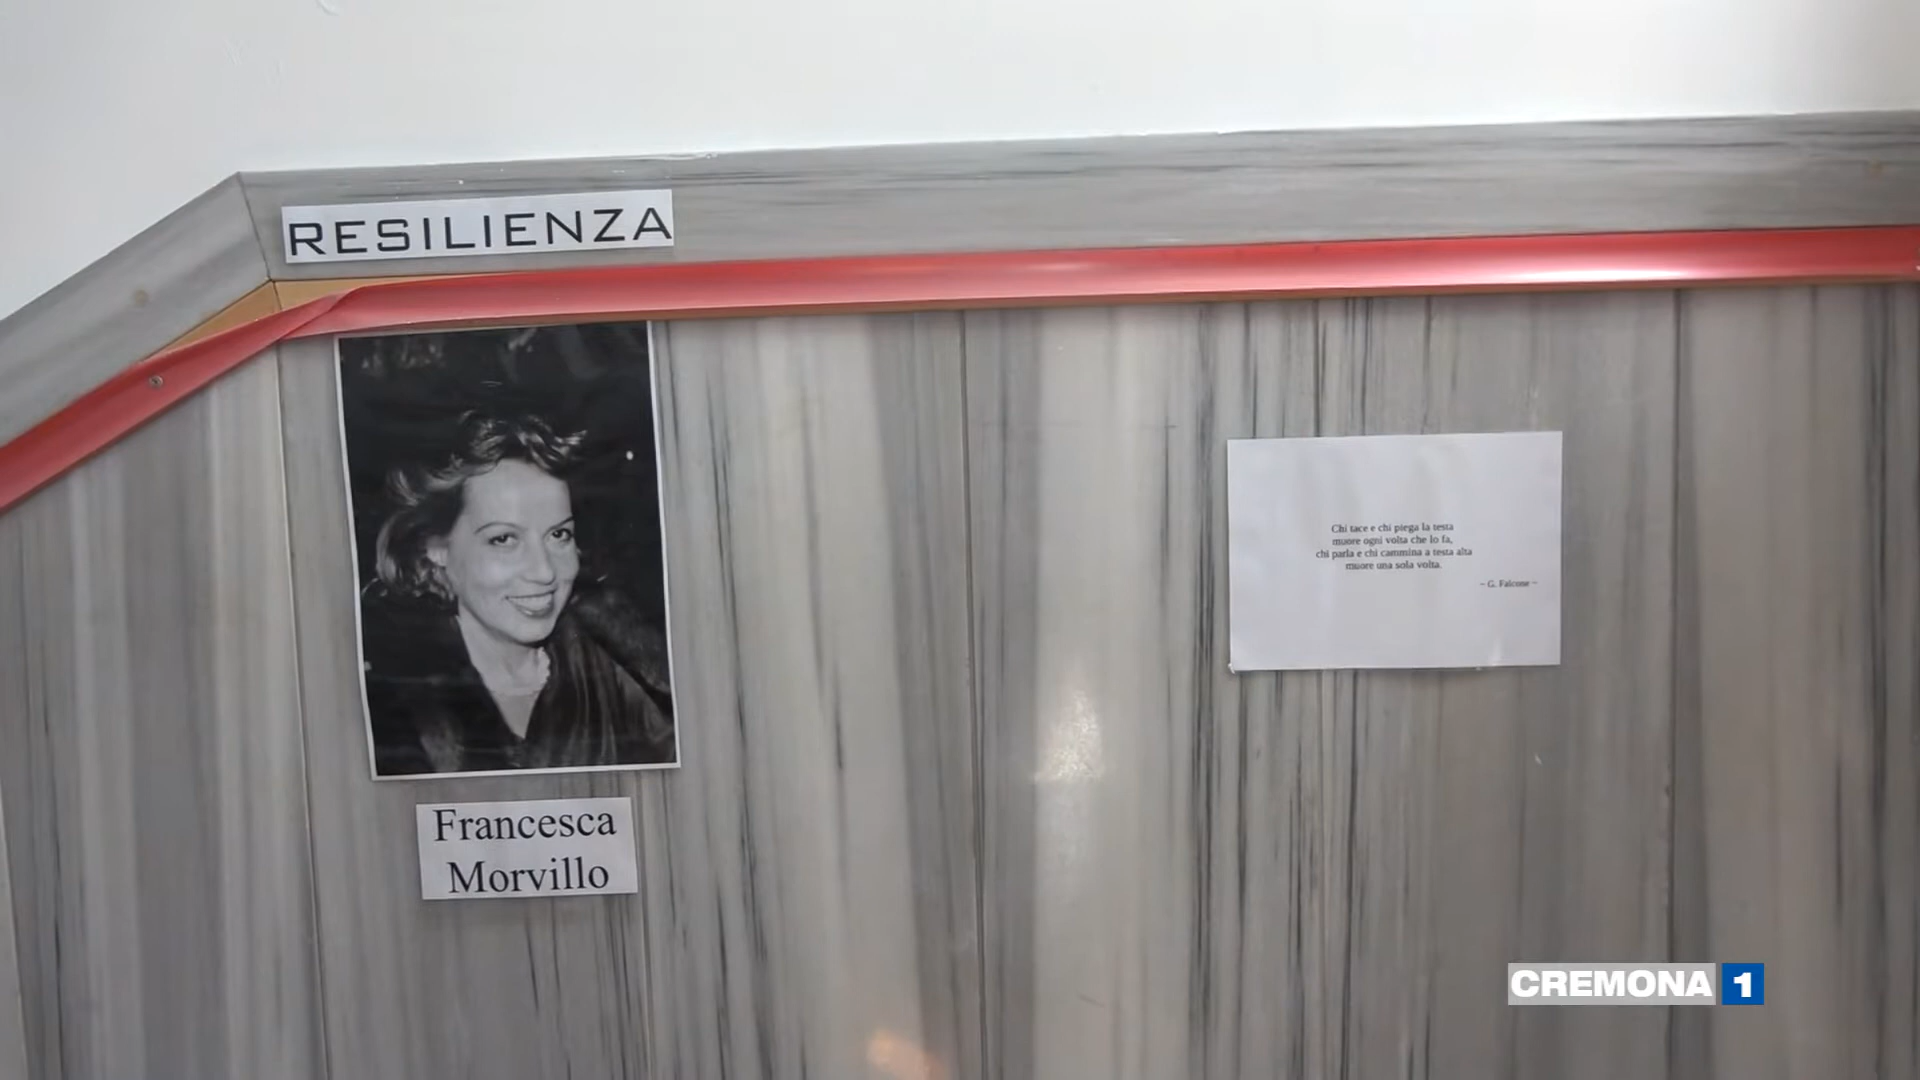 RESILIENZA
Chi tace e chi piega la testa
muore ogni volta che lo fa,
chi parla e chi cammina a testa alta
muore una sola volta.
~ G. Falcone ~
Francesca
Morvillo
CREMONA 1